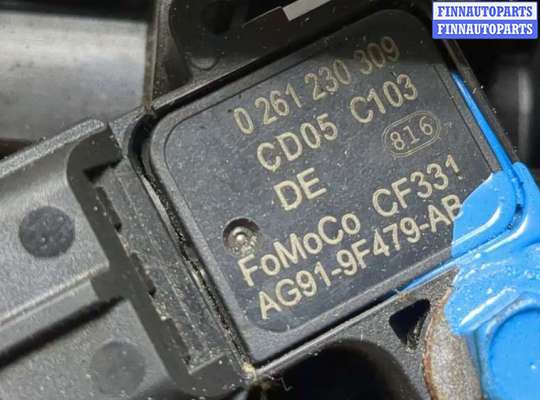 FINNAUTOPARTS
FINNAUTOPARTS
0 261 230 309
CD05 C103
816
DE
FoMoCo CF331
AG91-9F479-AB